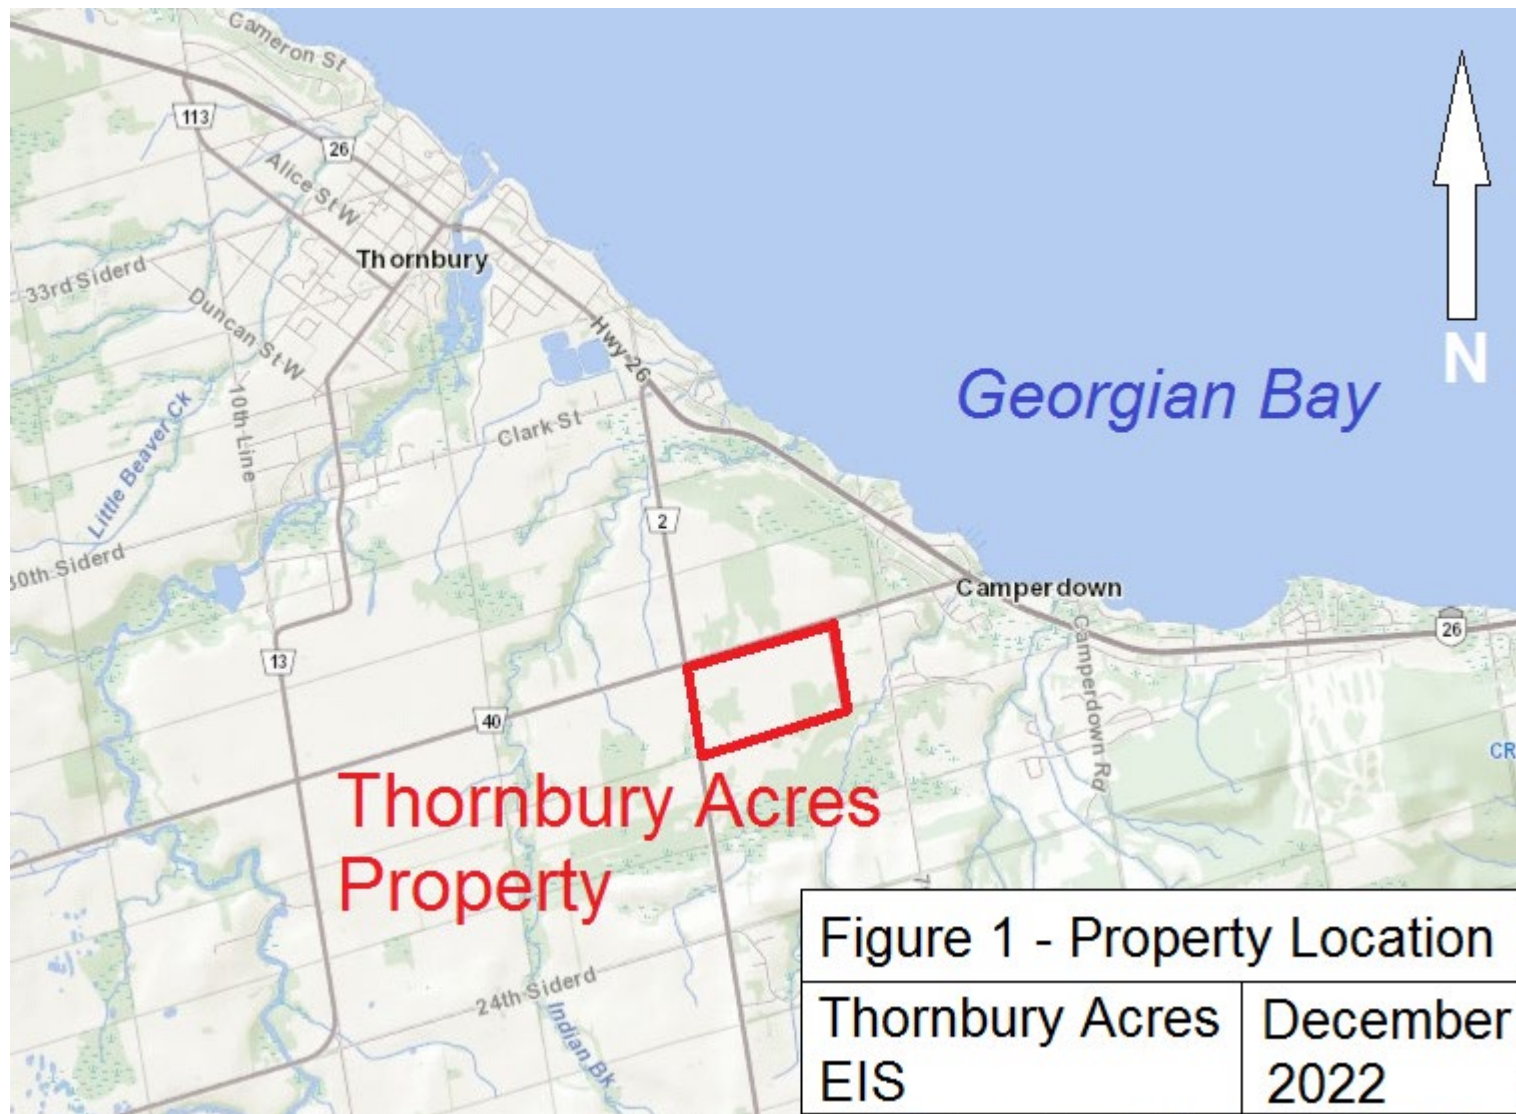 Cameron St
113
26
Alice St W
Thornbury
33rd Siderd
Duncan St W
Hwy 26
N
Georgian Bay
10th Line
Clark St
Little Beaver Ck
2
30th Siderd
Camperdown
26
13
Camperdown Rd
40
CR
Thornbury Acres
Property
24th Siderd
Indian Bk
Figure 1 - Property Location
Thornbury Acres
EIS
December
2022